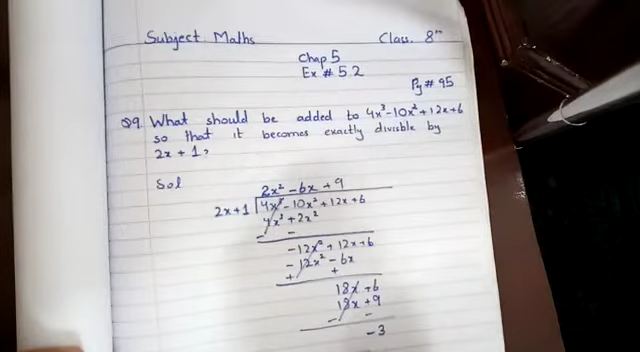 Subject Maths Class. 8th
Chap 5
Ex # 5.2
Pg # 95
Q9. What should be added to 4x³-10x²+12x+6
so that it becomes exactly divisble by
2x + 1?
Sol
2x² - 6x + 9
2x+1 4x³ - 10x² + 12x + 6
4x³ + 2x²
- -
-12x² + 12x + 6
-12x² - 6x
+ +
18x + 6
18x + 9
- -
-3